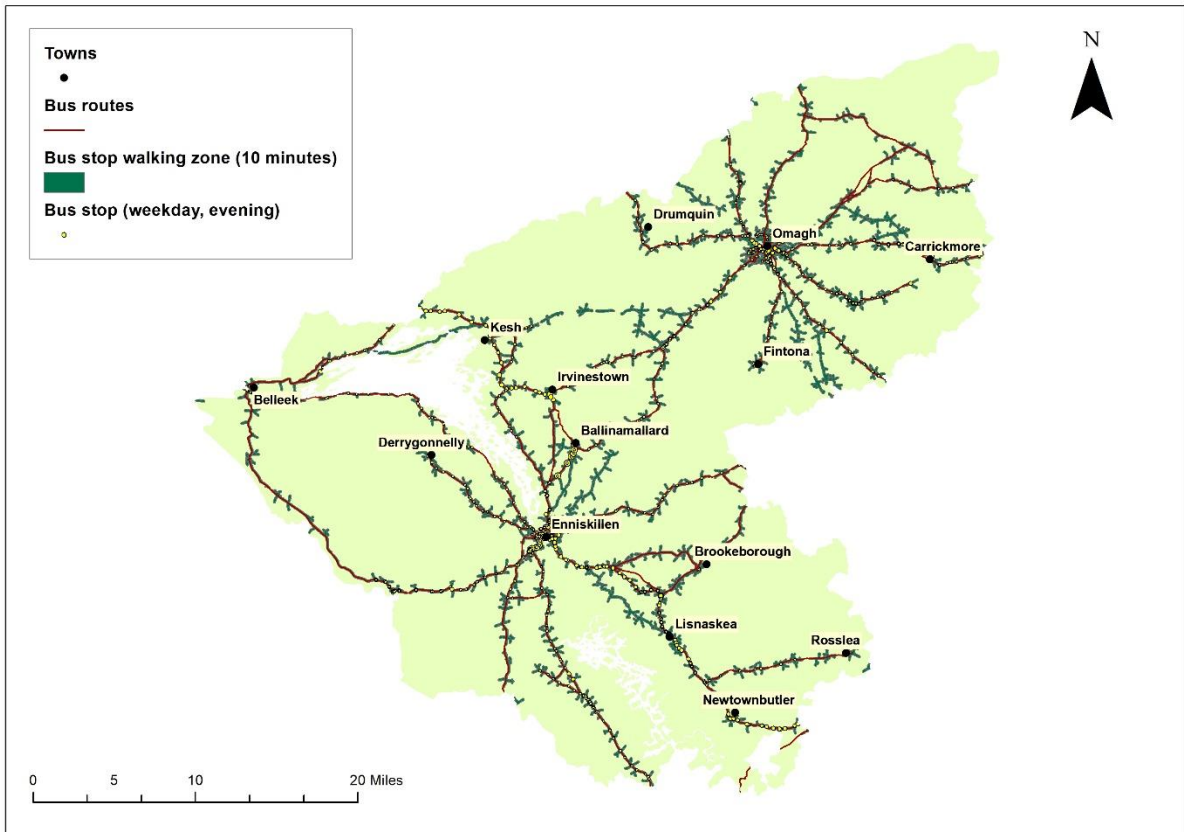 Towns
Bus routes
Bus stop walking zone (10 minutes)
Bus stop (weekday, evening)
N
Drumquin
Omagh
Carrickmore
Kesh
Fintona
Irvinestown
Belleek
Ballinamallard
Derrygonnelly
Enniskillen
Brookeborough
Lisnaskea
Rosslea
Newtownbutler
0 5 10 20 Miles